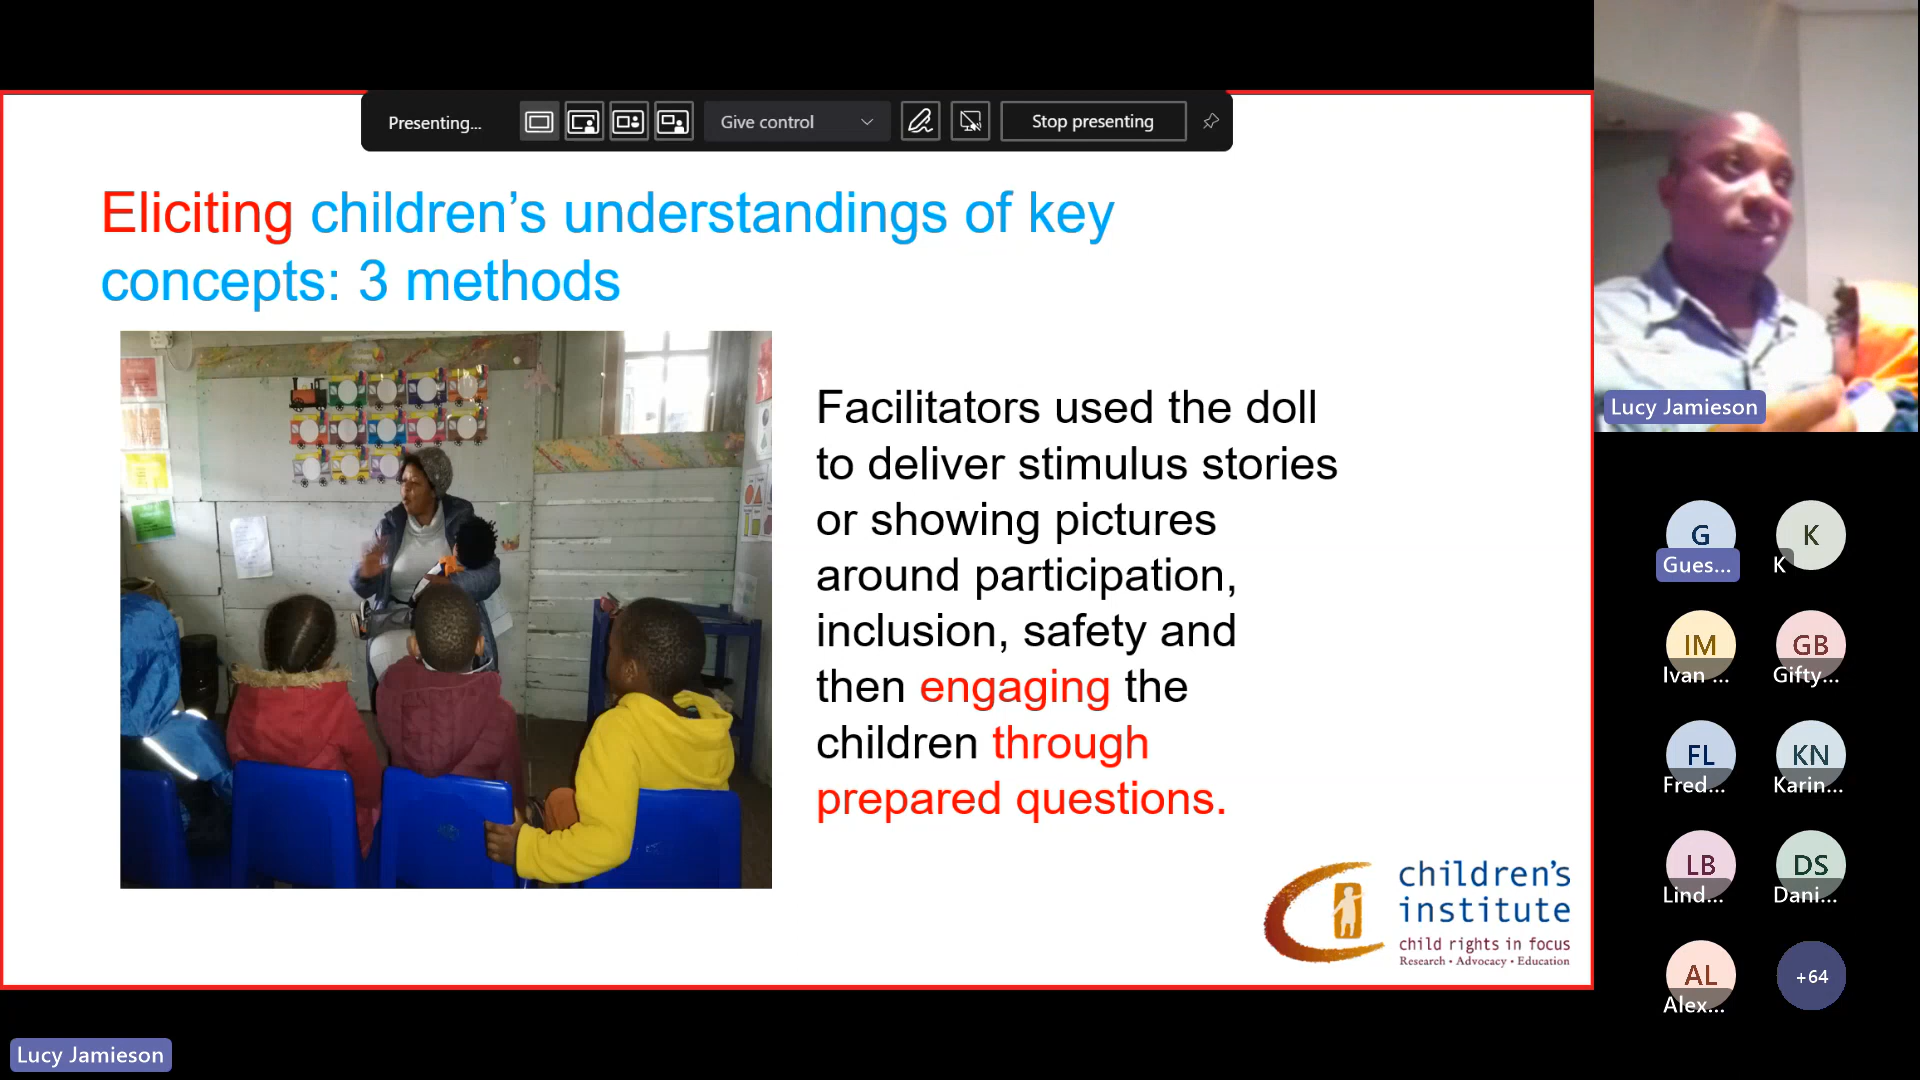 Presenting...
Give control
Stop presenting
Eliciting children’s understandings of key
concepts: 3 methods
Facilitators used the doll
to deliver stimulus stories
or showing pictures
around participation,
inclusion, safety and
then engaging the
children through
prepared questions.
children's
institute
child rights in focus
Research • Advocacy • Education
Lucy Jamieson
G
Gues...
K
K
IM
Ivan ...
GB
Gifty...
FL
Fred...
KN
Karin...
LB
Lind...
DS
Dani...
AL
Alex...
+64
Lucy Jamieson